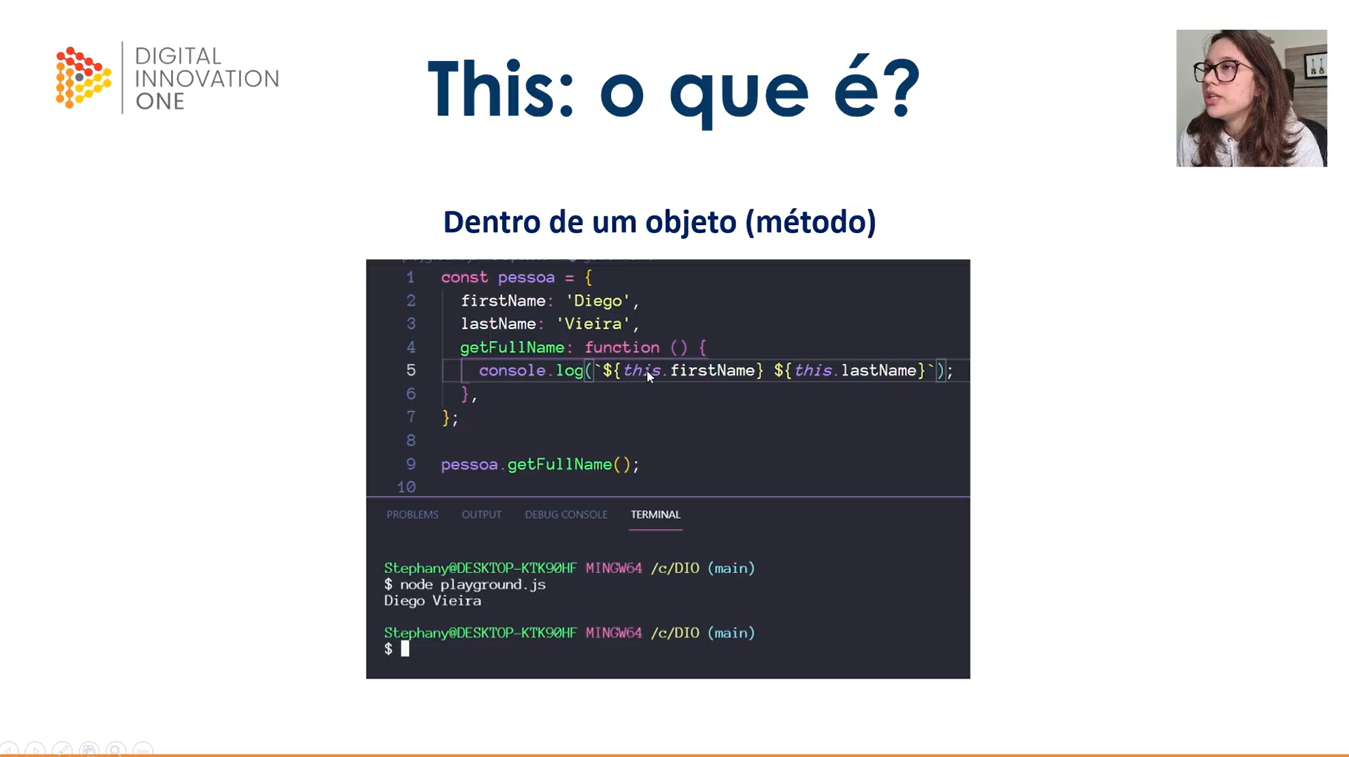 DIGITAL
INNOVATION
ONE
This: o que é?
Dentro de um objeto (método)
1 const pessoa = {
2 firstName: 'Diego',
3 lastName: 'Vieira',
4 getFullName: function () {
5 console.log(`${this.firstName} ${this.lastName}`);
6 },
7 };
8
9 pessoa.getFullName();
10
PROBLEMS OUTPUT DEBUG CONSOLE TERMINAL
Stephany@DESKTOP-KTK90HF MINGW64 /c/DIO (main)
$ node playground.js
Diego Vieira
Stephany@DESKTOP-KTK90HF MINGW64 /c/DIO (main)
$